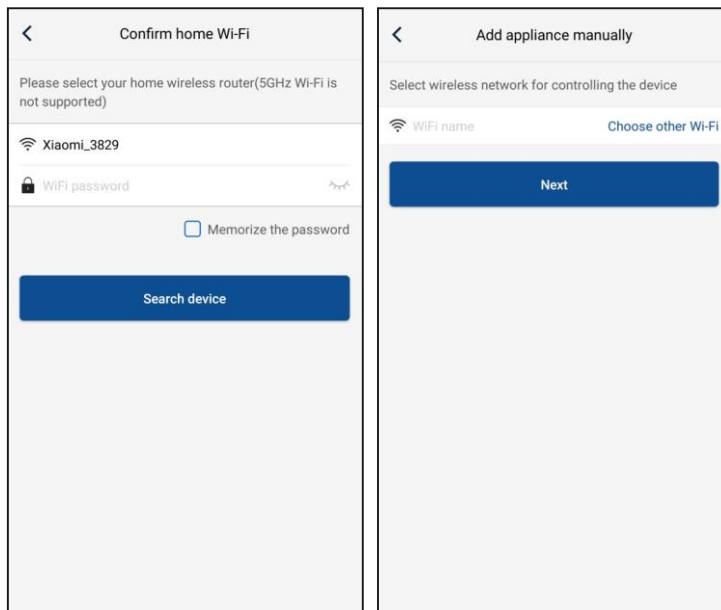 Confirm home Wi-Fi
Please select your home wireless router(5GHz Wi-Fi is
not supported)
Xiaomi_3829
WiFi password
Memorize the password
Search device
Add appliance manually
Select wireless network for controlling the device
WiFi name Choose other Wi-Fi
Next